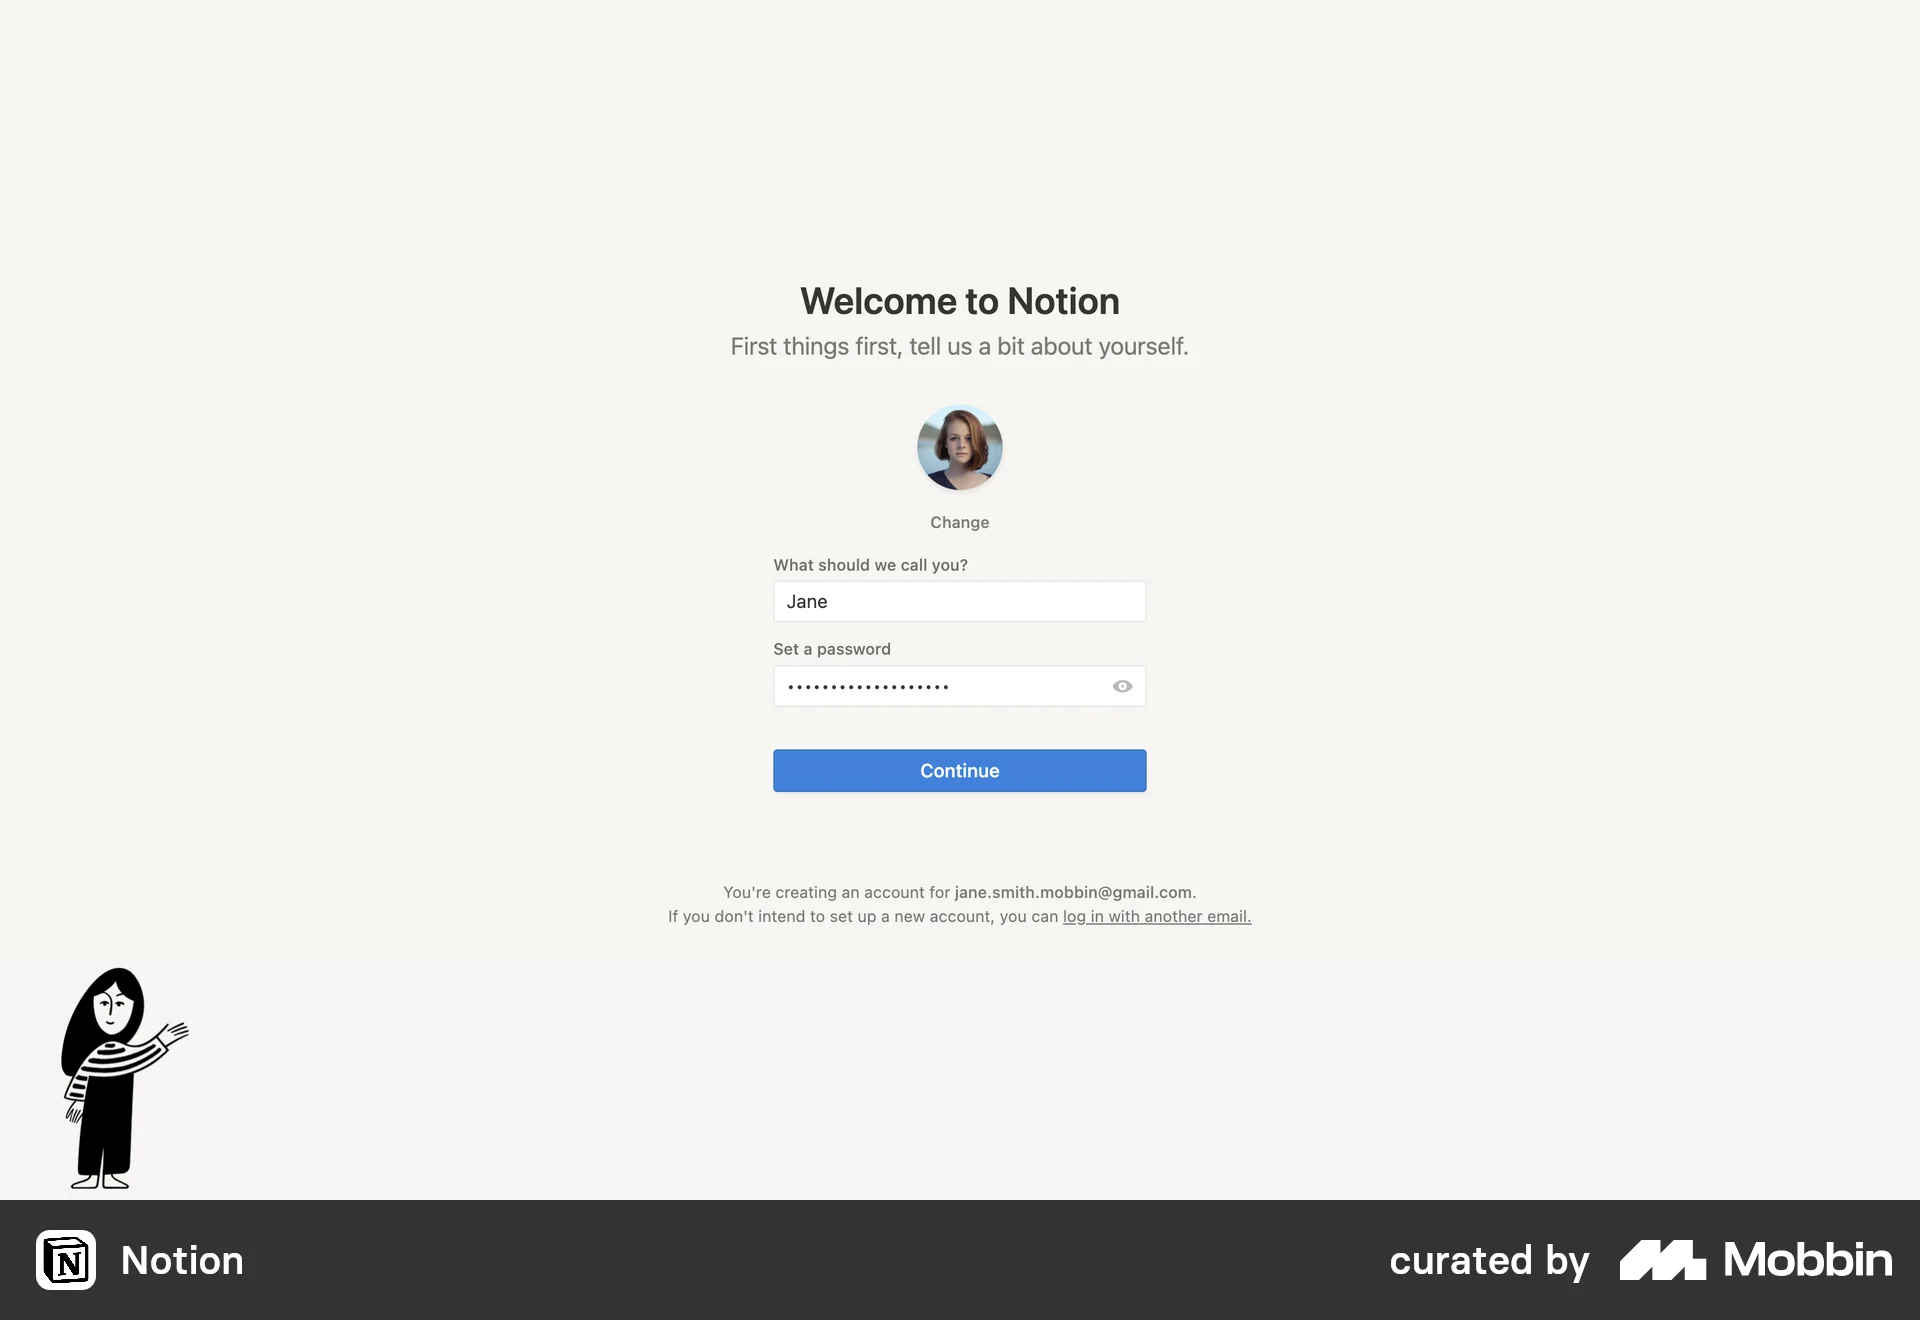 Welcome to Notion
First things first, tell us a bit about yourself.
Change
What should we call you?
Jane
Set a password
•••••••••••••••••••
Continue
You're creating an account for jane.smith.mobbin@gmail.com.
If you don't intend to set up a new account, you can log in with another email.
N Notion
curated by Mobbin